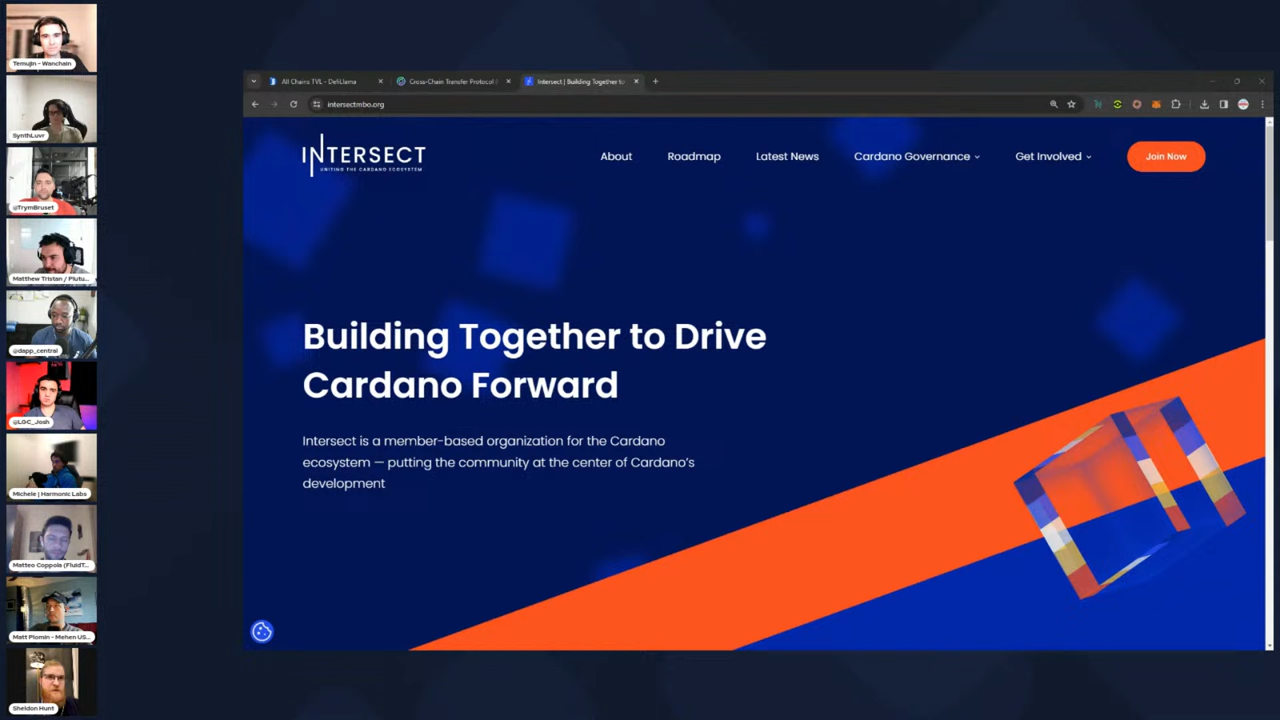 Temujin - Wanchain
SynthLuvr
@TrymBruset
Matthew Tristan / Plutu...
@dapp_central
@LGC_Josh
Michele | Harmonic Labs
Matteo Coppola (FluidT...
Matt Plomin - Mehen US...
Sheldon Hunt
All Chains TVL - DefiLlama
Cross-Chain Transfer Protocol
Intersect | Building Together to
intersectmbo.org
INTERSECT
UNITING THE CARDANO ECOSYSTEM
About
Roadmap
Latest News
Cardano Governance
Get Involved
Join Now
Building Together to Drive
Cardano Forward
Intersect is a member-based organization for the Cardano
ecosystem — putting the community at the center of Cardano's
development